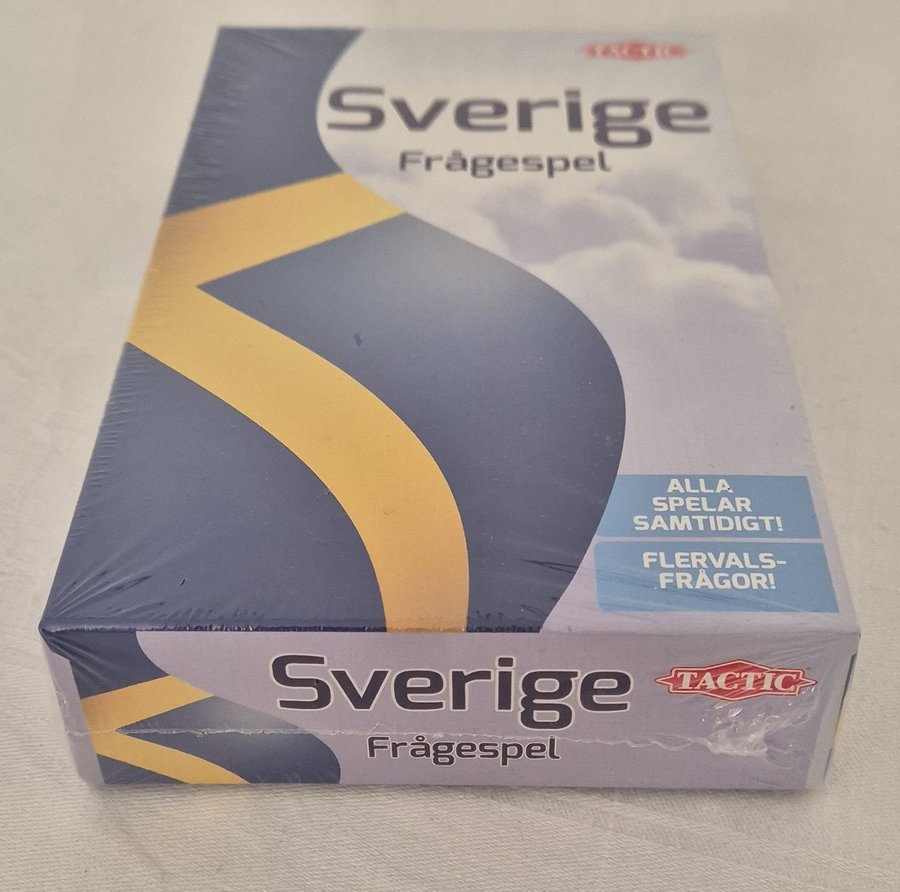 TACTIC
Sverige
Frågespel
ALLA
SPELAR
SAMTIDIGT!
FLERVALS-
FRÅGOR!
Sverige
TACTIC
Frågespel